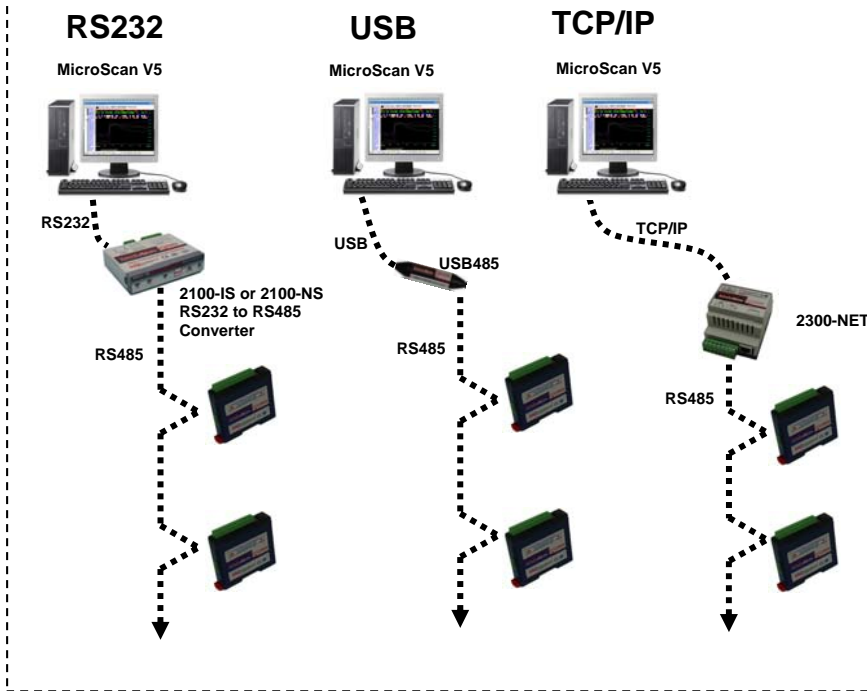 RS232
USB
TCP/IP
MicroScan V5
MicroScan V5
MicroScan V5
RS232
USB
USB485
TCP/IP
2100-IS or 2100-NS
RS232 to RS485
Converter
2300-NET
RS485
RS485
RS485